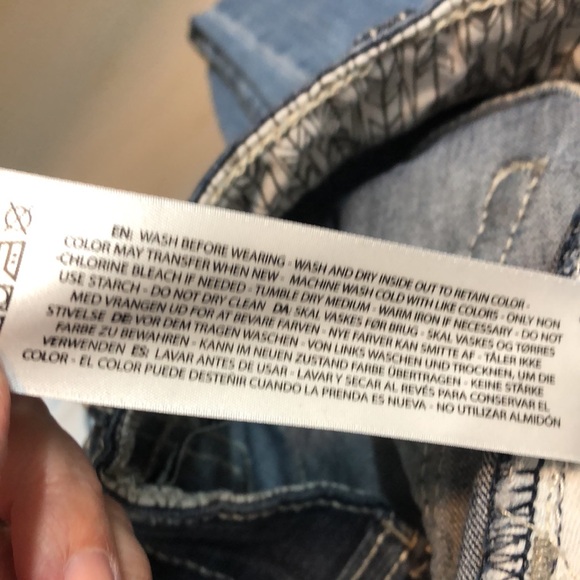 EN: WASH BEFORE WEARING - WASH AND DRY INSIDE OUT TO RETAIN COLOR -
COLOR MAY TRANSFER WHEN NEW - MACHINE WASH COLD WITH LIKE COLORS - ONLY NON
-CHLORINE BLEACH IF NEEDED - TUMBLE DRY MEDIUM - WARM IRON IF NECESSARY - DO NOT
USE STARCH - DO NOT DRY CLEAN DA: SKAL VASKES FØR BRUG - SKAL VASKES OG TØRRES
MED VRANGEN UD FOR AT BEVARE FARVEN - NYE FARVER KAN SMITTE AF - TÅLER IKKE
STIVELSE DE: VOR DEM TRAGEN WASCHEN - VON LINKS WASCHEN UND TROCKNEN, UM DIE
FARBE ZU BEWAHREN - KANN IM NEUEN ZUSTAND FARBE ÜBERTRAGEN - KEINE STÄRKE
VERWENDEN ES: LAVAR ANTES DE USAR - LAVAR Y SECAR AL REVÉS PARA CONSERVAR EL
COLOR - EL COLOR PUEDE DESTEÑIR CUANDO LA PRENDA ES NUEVA - NO UTILIZAR ALMIDÓN